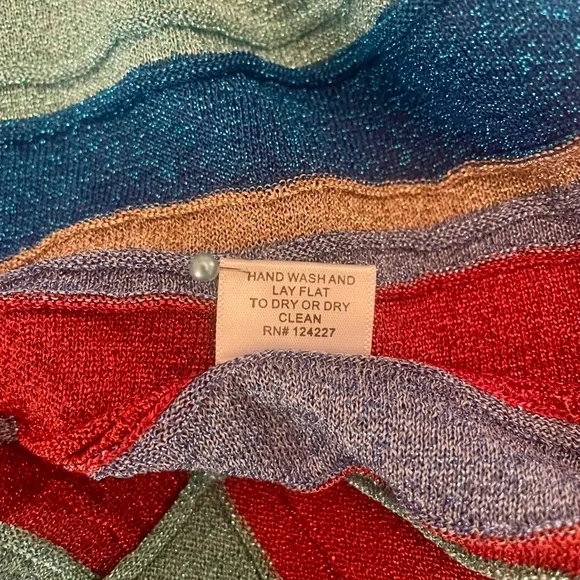 HAND WASH AND
LAY FLAT
TO DRY OR DRY
CLEAN
RN# 124227